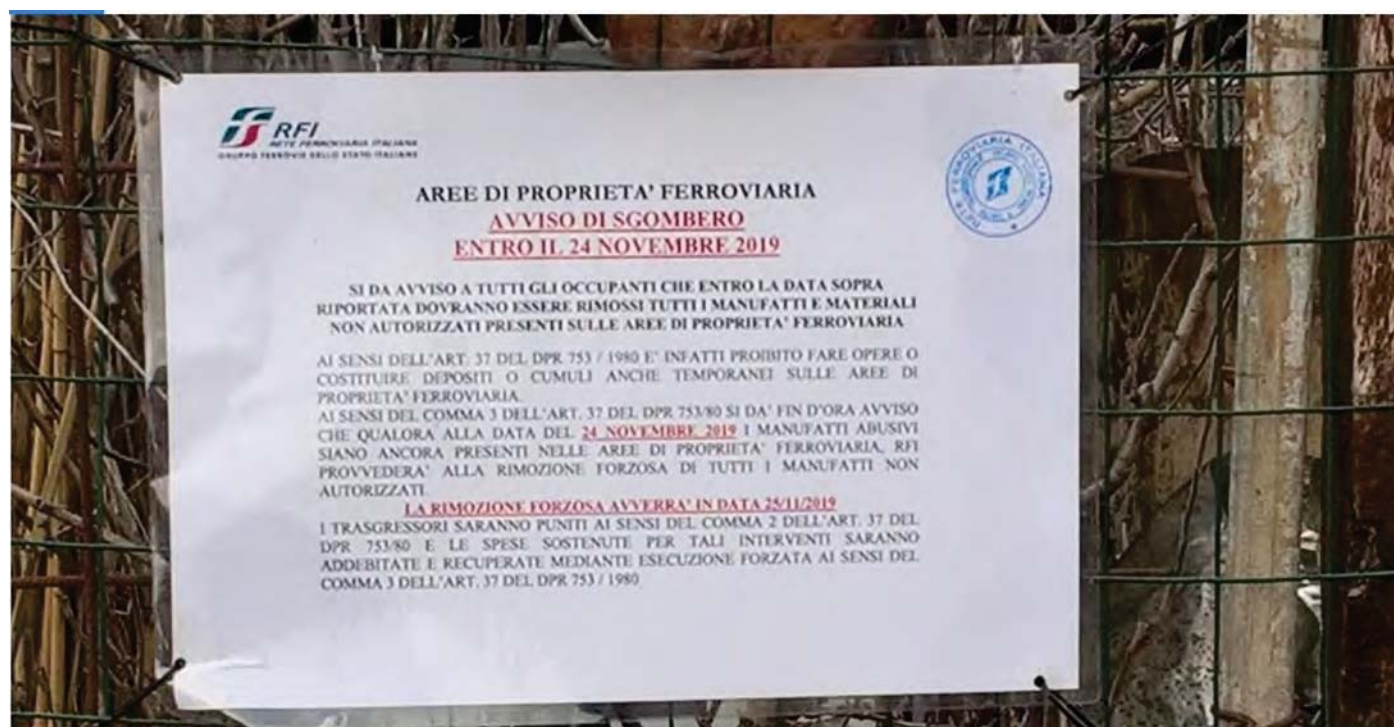 RFI
RETE FERROVIARIA ITALIANA
GRUPPO FERROVIE DELLO STATO ITALIANE
FERROVIARIA ITALIANA
AREE DI PROPRIETA' FERROVIARIA
AVVISO DI SGOMBERO
ENTRO IL 24 NOVEMBRE 2019
SI DA AVVISO A TUTTI GLI OCCUPANTI CHE ENTRO LA DATA SOPRA
RIPORTATA DOVRANNO ESSERE RIMOSSI TUTTI I MANUFATTI E MATERIALI
NON AUTORIZZATI PRESENTI SULLE AREE DI PROPRIETA' FERROVIARIA
AI SENSI DELL'ART. 37 DEL DPR 753 / 1980 E' INFATTI PROIBITO FARE OPERE O
COSTITUIRE DEPOSITI O CUMULI ANCHE TEMPORANEI SULLE AREE DI
PROPRIETA' FERROVIARIA.
AI SENSI DEL COMMA 3 DELL'ART. 37 DEL DPR 753/80 SI DA' FIN D'ORA AVVISO
CHE QUALORA ALLA DATA DEL 24 NOVEMBRE 2019 I MANUFATTI ABUSIVI
SIANO ANCORA PRESENTI NELLE AREE DI PROPRIETA' FERROVIARIA, RFI
PROVVEDERA' ALLA RIMOZIONE FORZOSA DI TUTTI I MANUFATTI NON
AUTORIZZATI.
LA RIMOZIONE FORZOSA AVVERRA' IN DATA 25/11/2019
I TRASGRESSORI SARANNO PUNITI AI SENSI DEL COMMA 2 DELL'ART. 37 DEL
DPR 753/80 E LE SPESE SOSTENUTE PER TALI INTERVENTI SARANNO
ADDEBITATE E RECUPERATE MEDIANTE ESECUZIONE FORZATA AI SENSI DEL
COMMA 3 DELL'ART. 37 DEL DPR 753 / 1980